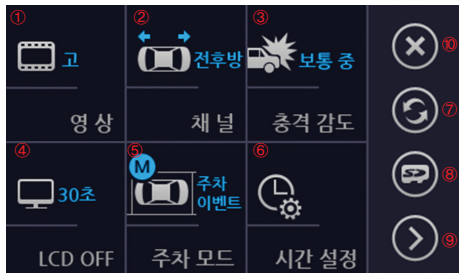 ① ② ③
고 전후방 보통 중 ⑩
영 상 채 널 충격 감도 ⑦
④ ⑤ ⑥
M
30초 주차 ⑧
이벤트
LCD OFF 주차 모드 시간 설정 ⑨